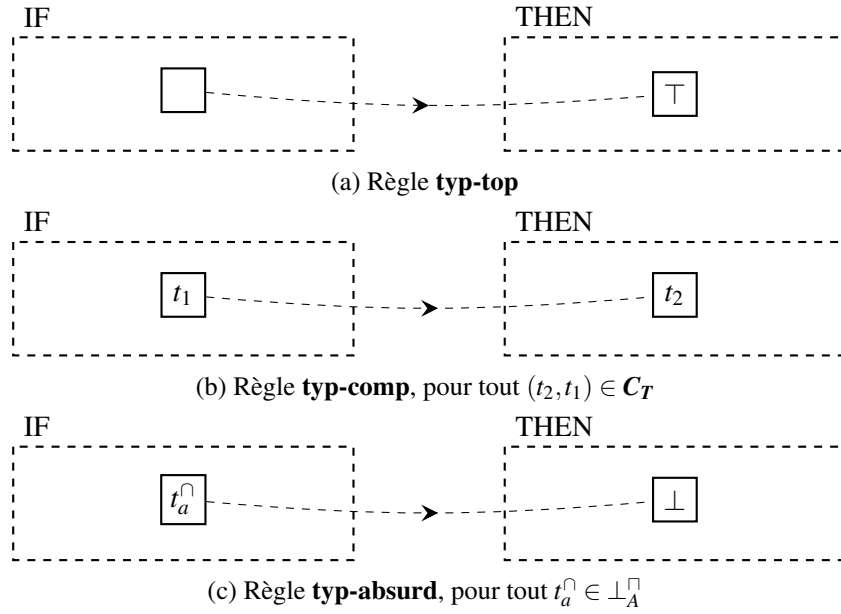 IF THEN
⊤
(a) Règle typ-top
IF THEN
t₁ t₂
(b) Règle typ-comp, pour tout (t₂,t₁) ∈ C_T
IF THEN
t_a^∩ ⊥
(c) Règle typ-absurd, pour tout t_a^∩ ∈ ⊥_A^⊓